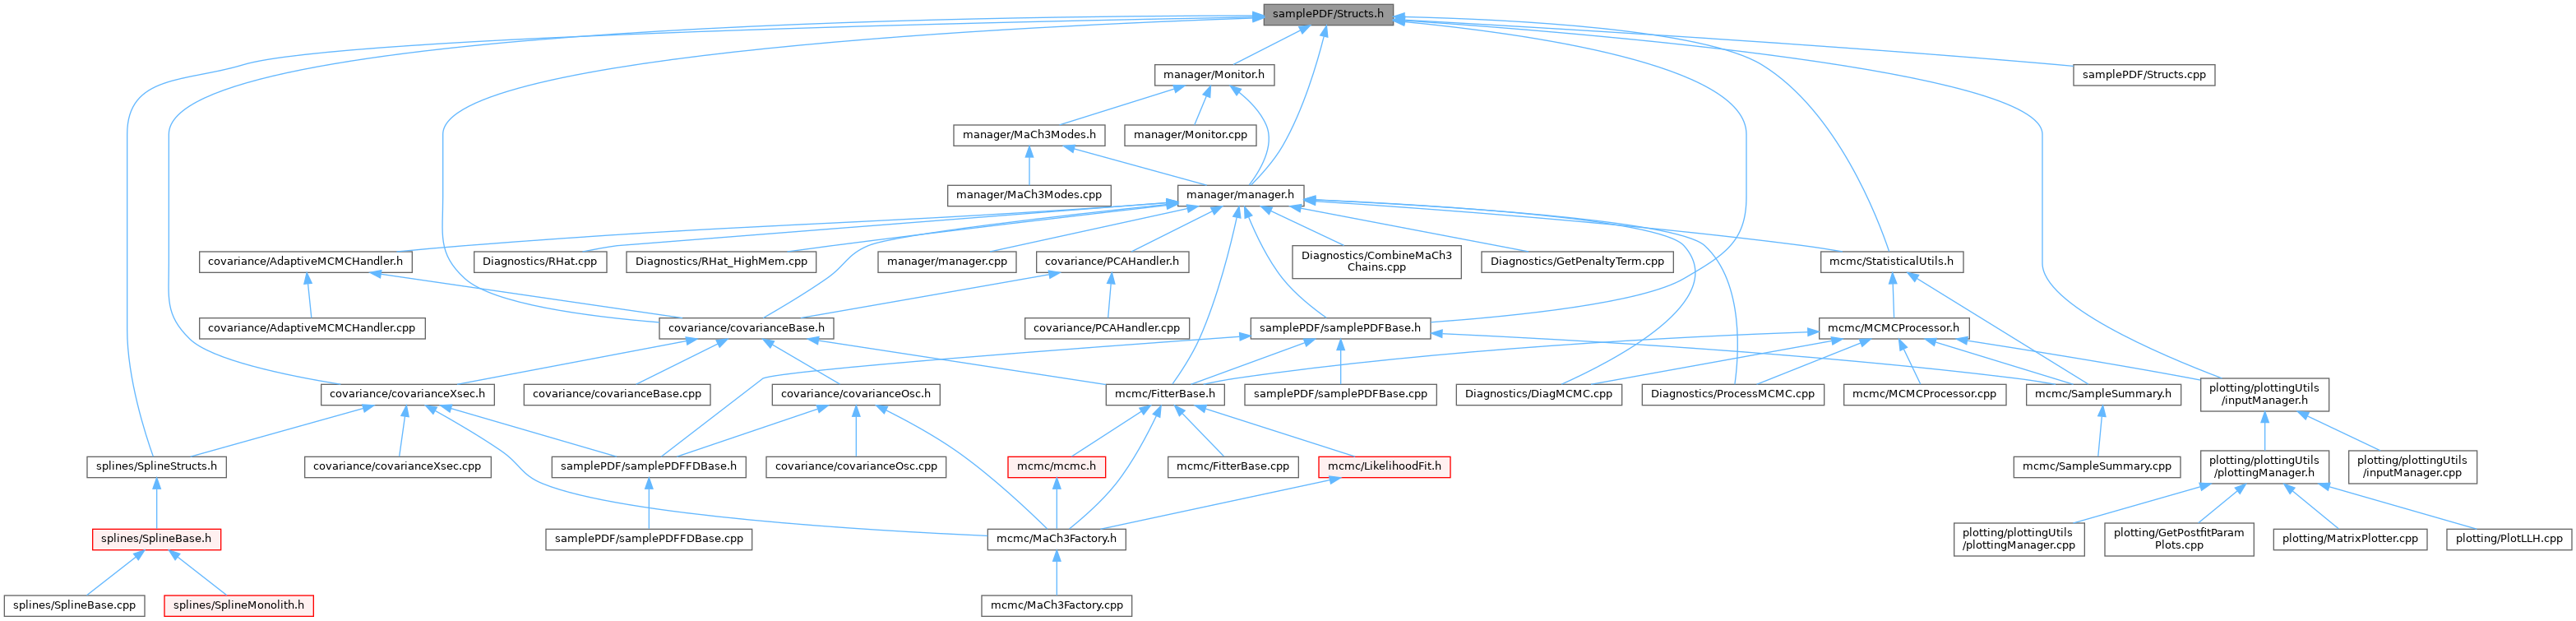 samplePDF/Structs.h
manager/Monitor.h
samplePDF/Structs.cpp
manager/MaCh3Modes.h
manager/Monitor.cpp
manager/MaCh3Modes.cpp
manager/manager.h
covariance/AdaptiveMCMCHandler.h
Diagnostics/RHat.cpp
Diagnostics/RHat_HighMem.cpp
manager/manager.cpp
covariance/PCAHandler.h
Diagnostics/CombineMaCh3
Chains.cpp
Diagnostics/GetPenaltyTerm.cpp
mcmc/StatisticalUtils.h
covariance/AdaptiveMCMCHandler.cpp
covariance/covarianceBase.h
covariance/PCAHandler.cpp
samplePDF/samplePDFBase.h
mcmc/MCMCProcessor.h
covariance/covarianceXsec.h
covariance/covarianceBase.cpp
covariance/covarianceOsc.h
mcmc/FitterBase.h
samplePDF/samplePDFBase.cpp
Diagnostics/DiagMCMC.cpp
Diagnostics/ProcessMCMC.cpp
mcmc/MCMCProcessor.cpp
mcmc/SampleSummary.h
plotting/plottingUtils
/inputManager.h
splines/SplineStructs.h
covariance/covarianceXsec.cpp
samplePDF/samplePDFFDBase.h
covariance/covarianceOsc.cpp
mcmc/mcmc.h
mcmc/FitterBase.cpp
mcmc/LikelihoodFit.h
mcmc/SampleSummary.cpp
plotting/plottingUtils
/plottingManager.h
plotting/plottingUtils
/inputManager.cpp
splines/SplineBase.h
samplePDF/samplePDFFDBase.cpp
mcmc/MaCh3Factory.h
plotting/plottingUtils
/plottingManager.cpp
plotting/GetPostfitParam
Plots.cpp
plotting/MatrixPlotter.cpp
plotting/PlotLLH.cpp
splines/SplineBase.cpp
splines/SplineMonolith.h
mcmc/MaCh3Factory.cpp